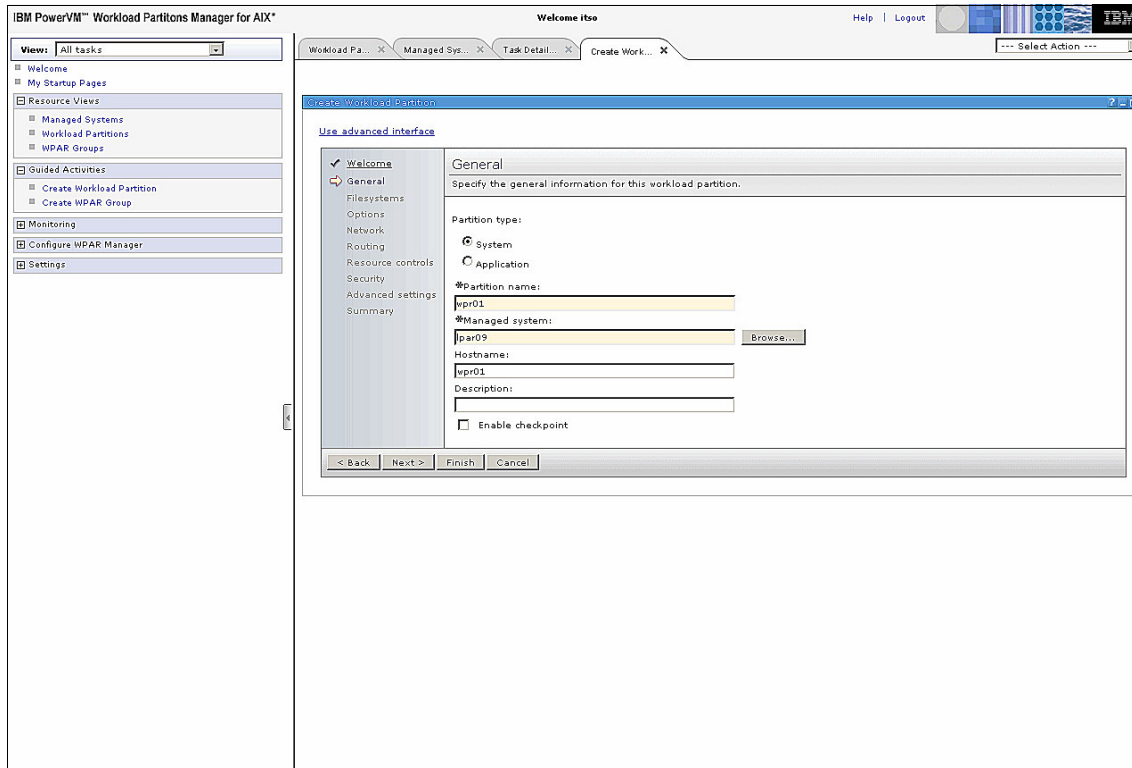 IBM PowerVM™ Workload Partitons Manager for AIX*
Welcome itso
Help | Logout
IBM
View: All tasks
Workload Pa... X
Managed Sys... X
Task Detail... X
Create Work... X
--- Select Action ---
Welcome
My Startup Pages
Resource Views
Managed Systems
Workload Partitions
WPAR Groups
Guided Activities
Create Workload Partition
Create WPAR Group
Monitoring
Configure WPAR Manager
Settings
Create Workload Partition
Use advanced interface
Welcome
General
Filesystems
Options
Network
Routing
Resource controls
Security
Advanced settings
Summary
General
Specify the general information for this workload partition.
Partition type:
System
Application
*Partition name:
wpr01
*Managed system:
lpar09
Browse...
Hostname:
wpr01
Description:
Enable checkpoint
< Back
Next >
Finish
Cancel